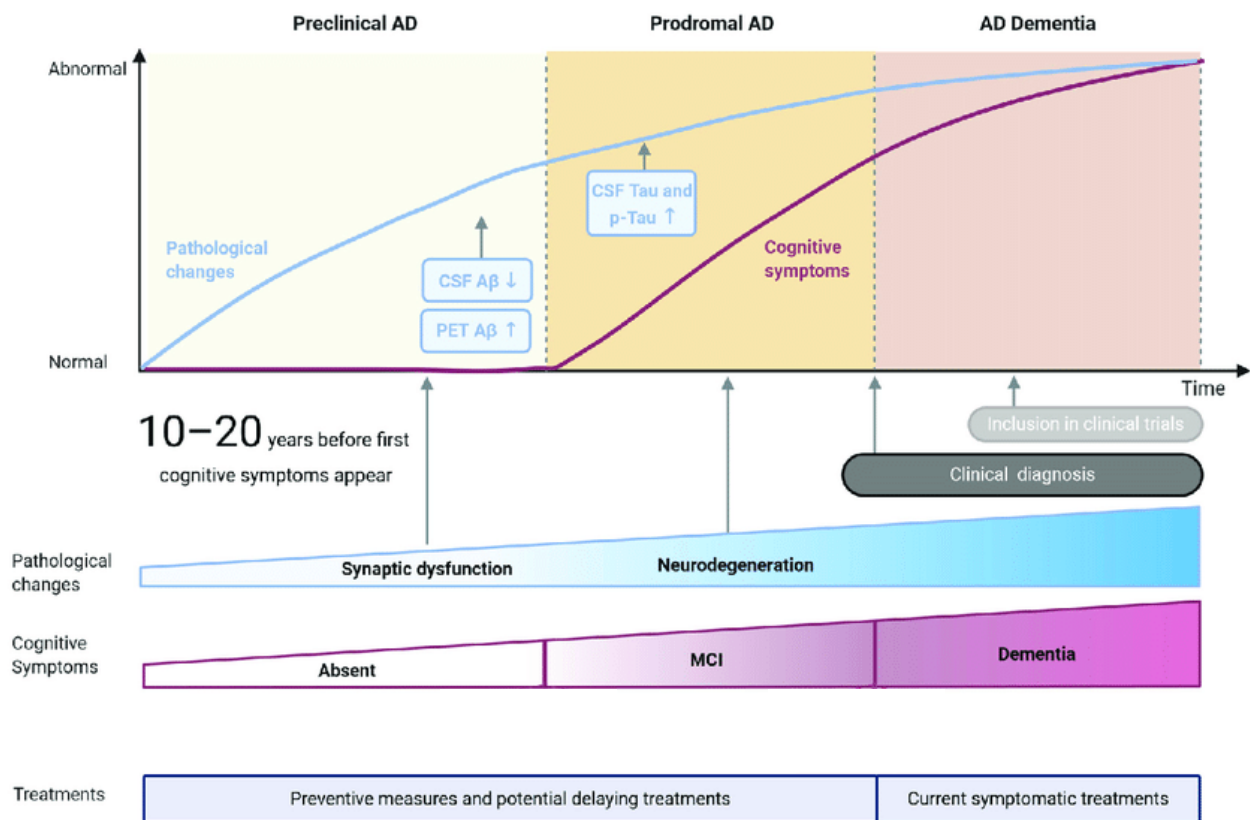 Preclinical AD
Prodromal AD
AD Dementia
Abnormal
Pathological
changes
CSF Aβ ↓
PET Aβ ↑
CSF Tau and
p-Tau ↑
Cognitive
symptoms
Normal
Time
10–20 years before first
cognitive symptoms appear
Inclusion in clinical trials
Clinical diagnosis
Pathological
changes
Synaptic dysfunction
Neurodegeneration
Cognitive
Symptoms
Absent
MCI
Dementia
Treatments
Preventive measures and potential delaying treatments
Current symptomatic treatments